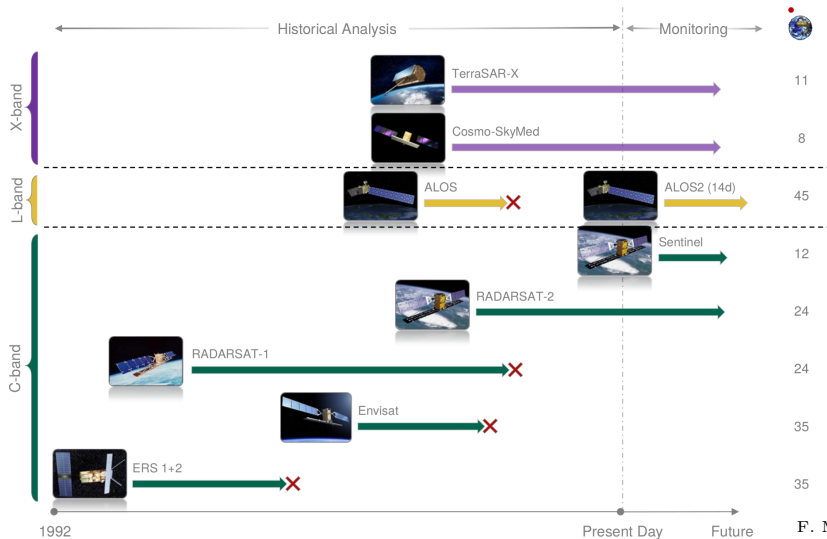 Historical Analysis
Monitoring
X-band
TerraSAR-X
11
Cosmo-SkyMed
8
L-band
ALOS
ALOS2 (14d)
45
C-band
Sentinel
12
RADARSAT-2
24
RADARSAT-1
24
Envisat
35
ERS 1+2
35
1992
Present Day
Future
F.